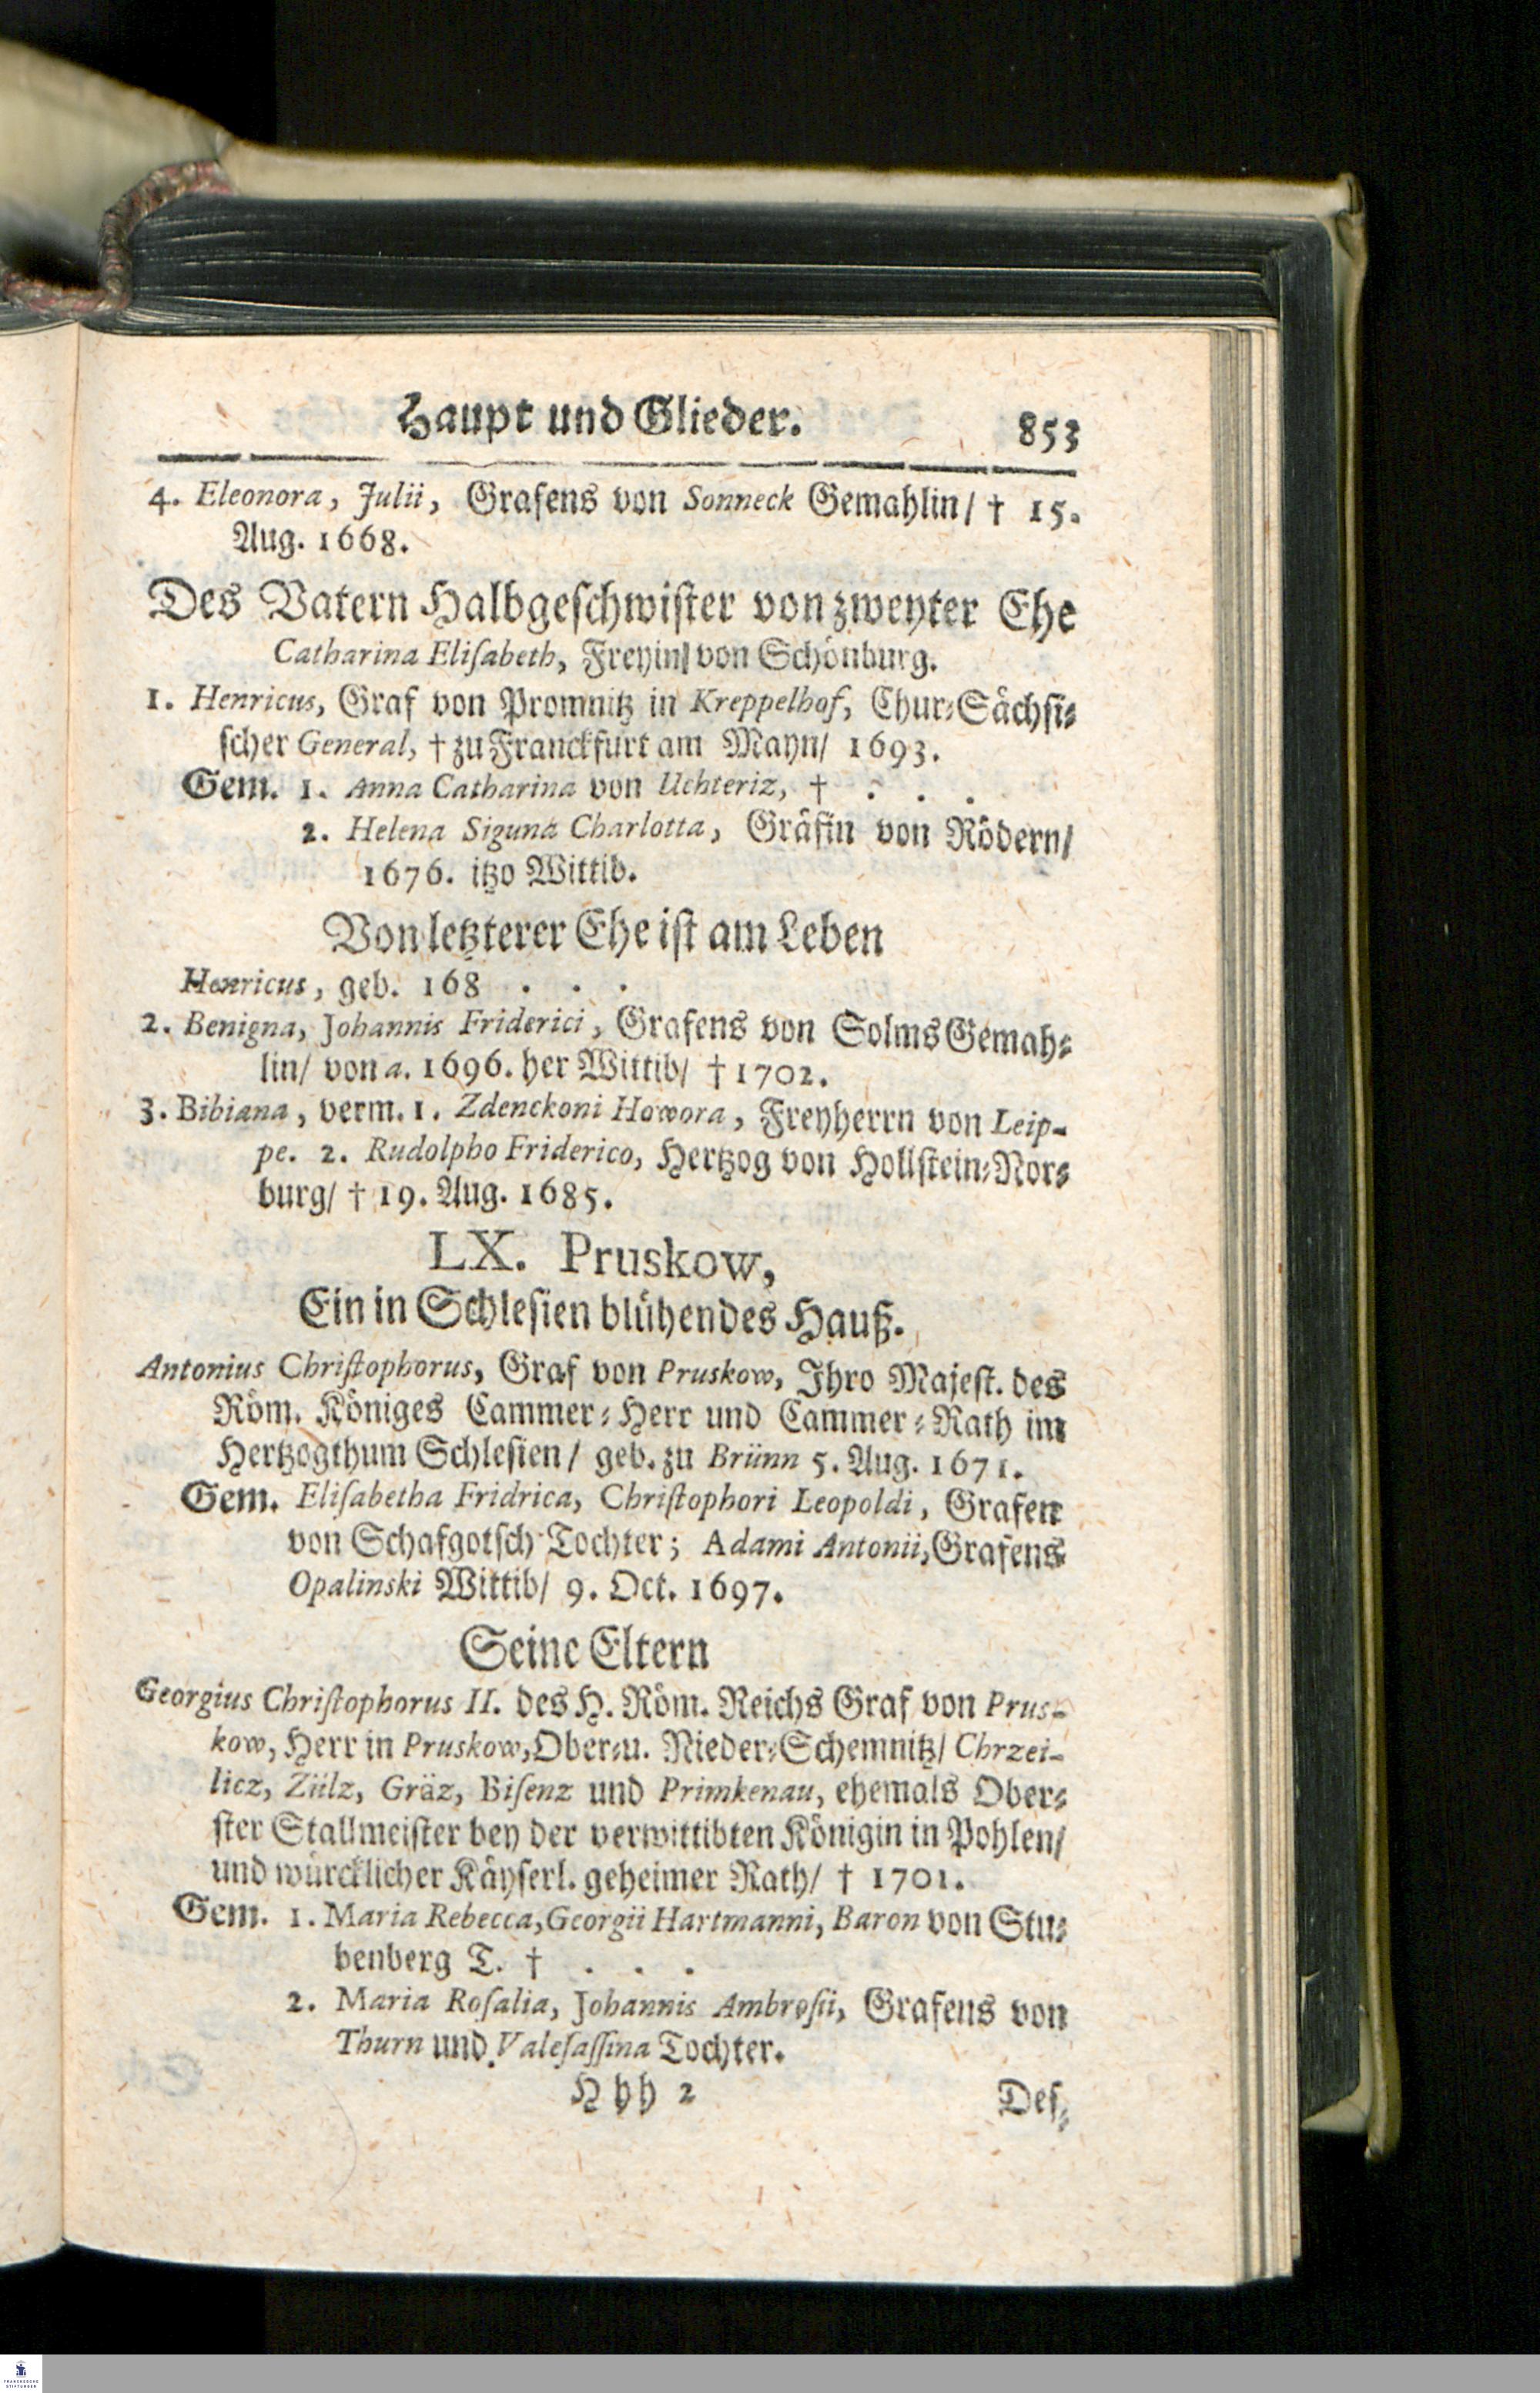 Haupt und Glieder. 853
4. Eleonora, Julii, Grafens von Sonneck Gemahlin/ † 15.
Aug. 1668.
Des Vatern Halbgeschwister von zweyter Ehe
Catharina Elisabeth, Freyin von Schönburg.
1. Henricus, Graf von Promnitz in Kreppelhof, Chur-Sächsi-
scher General, † zu Franckfurt am Mayn/ 1693.
Gem. 1. Anna Catharina von Uchteriz, † . . .
2. Helena Siguna Charlotta, Gräfin von Rödern/
1676. itzo Wittib.
Von letzterer Ehe ist am Leben
Henricus, geb. 168 . . .
2. Benigna, Johannis Friderici, Grafens von Solms Gemah-
lin/ von a. 1696. her Wittib/ † 1702.
3. Bibiana, verm. 1. Zdenckoni Howora, Freyherrn von Leip-
pe. 2. Rudolpho Friderico, Hertzog von Hollstein-Nor-
burg/ † 19. Aug. 1685.
LX. Pruskow,
Ein in Schlesien blühendes Hauß.
Antonius Christophorus, Graf von Pruskow, Ihro Majest. des
Röm. Königes Cammer-Herr und Cammer-Rath im
Hertzogthum Schlesien/ geb. zu Brünn 5. Aug. 1671.
Gem. Elisabetha Fridrica, Christophori Leopoldi, Grafen
von Schafgotsch Tochter; Adami Antonii, Grafens
Opalinski Wittib/ 9. Oct. 1697.
Seine Eltern
Georgius Christophorus II. des H. Röm. Reichs Graf von Prus-
kow, Herr in Pruskow, Ober-u. Nieder-Schemnitz/ Chrzei-
licz, Zülz, Gräz, Bisenz und Primkenau, ehemals Ober-
ster Stallmeister bey der verwittibten Königin in Pohlen/
und würcklicher Käyserl. geheimer Rath/ † 1701.
Gem. 1. Maria Rebecca, Georgii Hartmanni, Baron von Stu-
benberg T. † . . .
2. Maria Rosalia, Johannis Ambrosii, Grafens von
Thurn und Valesassina Tochter.
Hhh 2 Des-
FRANCKESCHE
STIFTUNGEN